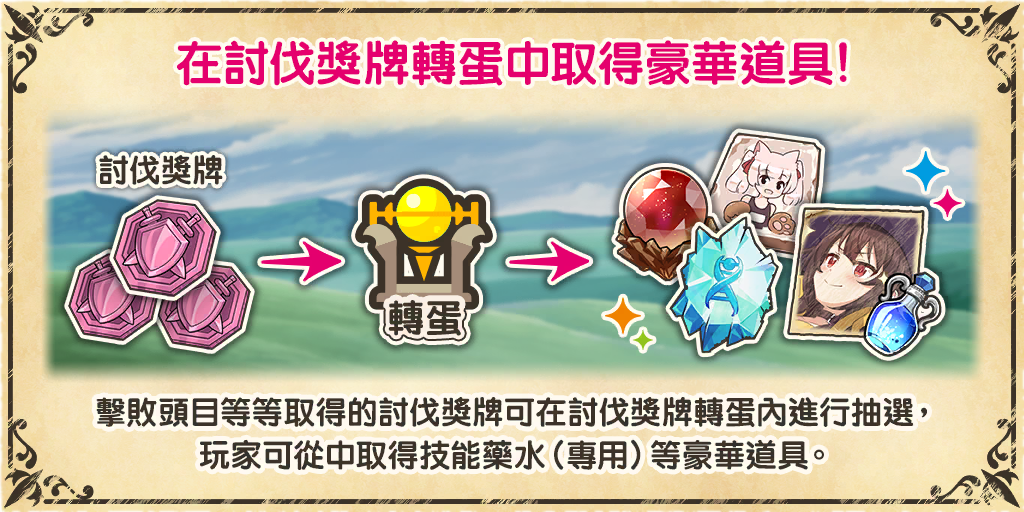 在討伐獎牌轉蛋中取得豪華道具!
討伐獎牌
轉蛋
擊敗頭目等等取得的討伐獎牌可在討伐獎牌轉蛋內進行抽選,
玩家可從中取得技能藥水(專用)等豪華道具。